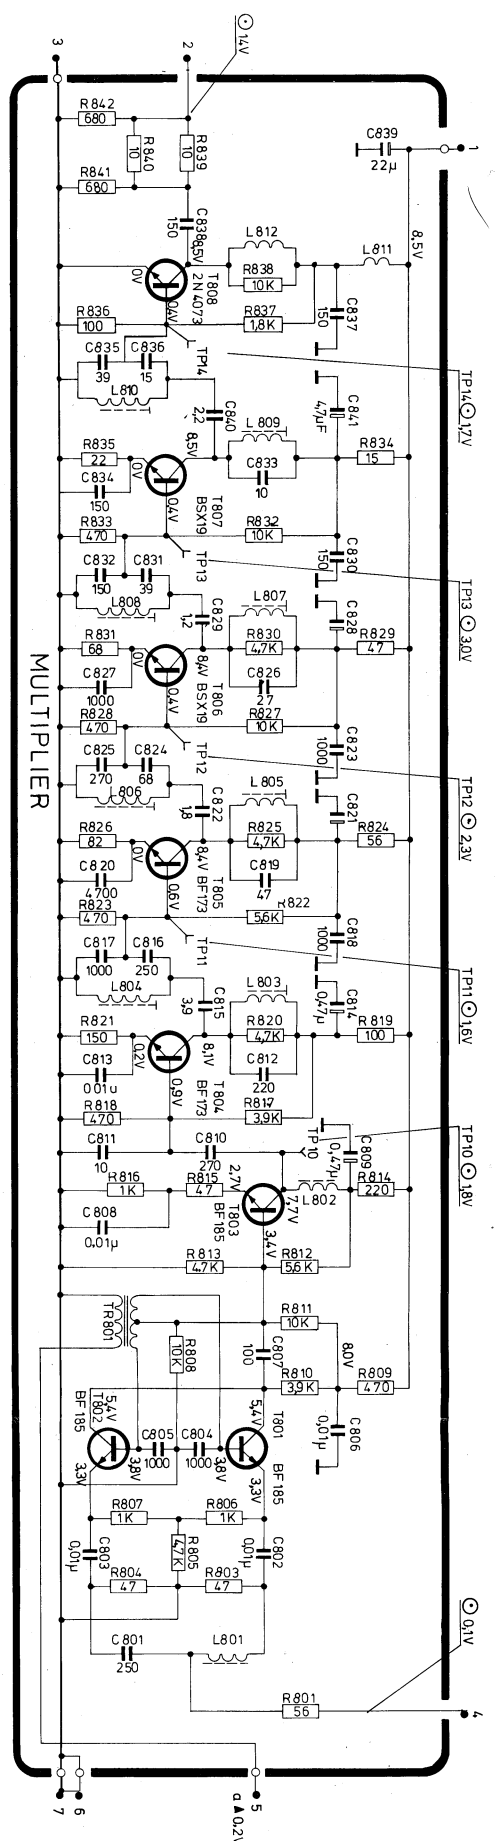 3
2
14V
R842
680
R840
10
R839
10
R841
680
C839
22µ
1
8,5V
C838
150
8,5V
L812
R838
10K
L811
T808
2N4073
0V
0,4V
R836
100
R837
1,8K
C837
150
C835
39
C836
15
L810
TP14
TP14 1,7V
C840
2,2
C841
4,7µF
L809
C833
10
8,5V
R835
22
R834
15
C834
150
0V
0,4V
T807
BSX19
R833
470
R832
10K
C830
150
C832
150
C831
39
L808
TP13
TP13 3,0V
C829
1,2
L807
C828
R831
68
R830
4,7K
R829
47
C827
1000
0V
8,4V
0,4V
T806
BSX19
C826
27
R828
470
R827
10K
C823
1000
MULTIPLIER
C825
270
C824
68
L806
TP12
TP12 2,3V
C822
1,8
L805
C821
R826
82
R825
4,7K
R824
56
C820
4700
0V
8,4V
0,6V
T805
BF173
C819
47
R823
470
R822
5,6K
C818
1000
C817
1000
C816
250
L804
TP11
TP11 1,6V
C815
3,9
L803
C814
0,47µ
R821
150
R820
4,7K
R819
100
C813
0.01u
0,2V
8,1V
0,9V
T804
BF173
C812
220
R818
470
R817
3,9K
C811
10
C810
270
TP10
TP10 1,8V
C809
0,47µ
R816
1K
R815
47
2,7V
7,7V
L802
R814
220
C808
0.01µ
T803
BF185
3,4V
R813
4.7K
R812
5,6K
TR801
R808
10K
R811
10K
C807
100
R810
3,9K
8,0V
R809
470
C806
0,01µ
5,4V
T802
BF185
3,3V
3,8V
C805
1000
C804
1000
3,8V
5,4V
T801
BF185
3,3V
R807
1K
R806
1K
R805
4,7K
C803
0,01µ
C802
0,01µ
R804
47
R803
47
C801
250
L801
0,1V
R801
56
4
7
6
5
a 0.2V